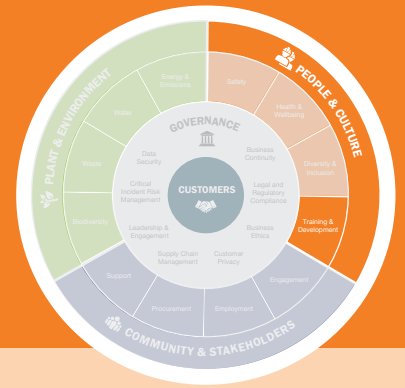 PLANT & ENVIRONMENT
Energy &
Emissions
Water
Waste
Biodiversity
PEOPLE & CULTURE
Safety
Health &
Wellbeing
Diversity &
Inclusion
Training &
Development
GOVERNANCE
Data
Security
Business
Continuity
Critical
Incident Risk
Management
CUSTOMERS
Legal and
Regulatory
Compliance
Leadership &
Engagement
Business
Ethics
Supply Chain
Management
Customer
Privacy
Support
Procurement
Employment
Engagement
COMMUNITY & STAKEHOLDERS